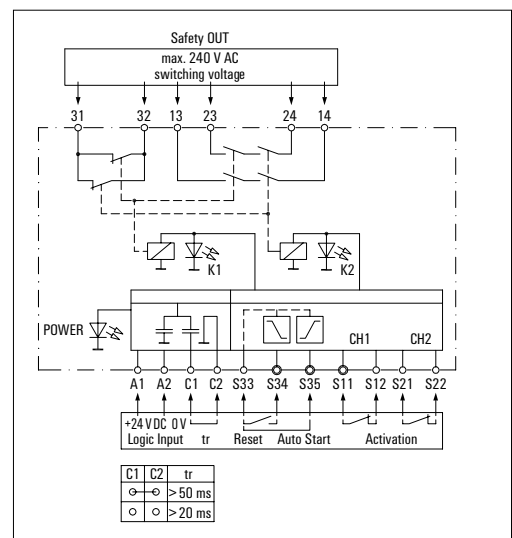 Safety OUT
max. 240 V AC
switching voltage
31 32 13 23 24 14
K1 K2
POWER
CH1 CH2
A1 A2 C1 C2 S33 S34 S35 S11 S12 S21 S22
+24 V DC 0 V
Logic Input tr Reset Auto Start Activation
C1 C2 tr
> 50 ms
> 20 ms